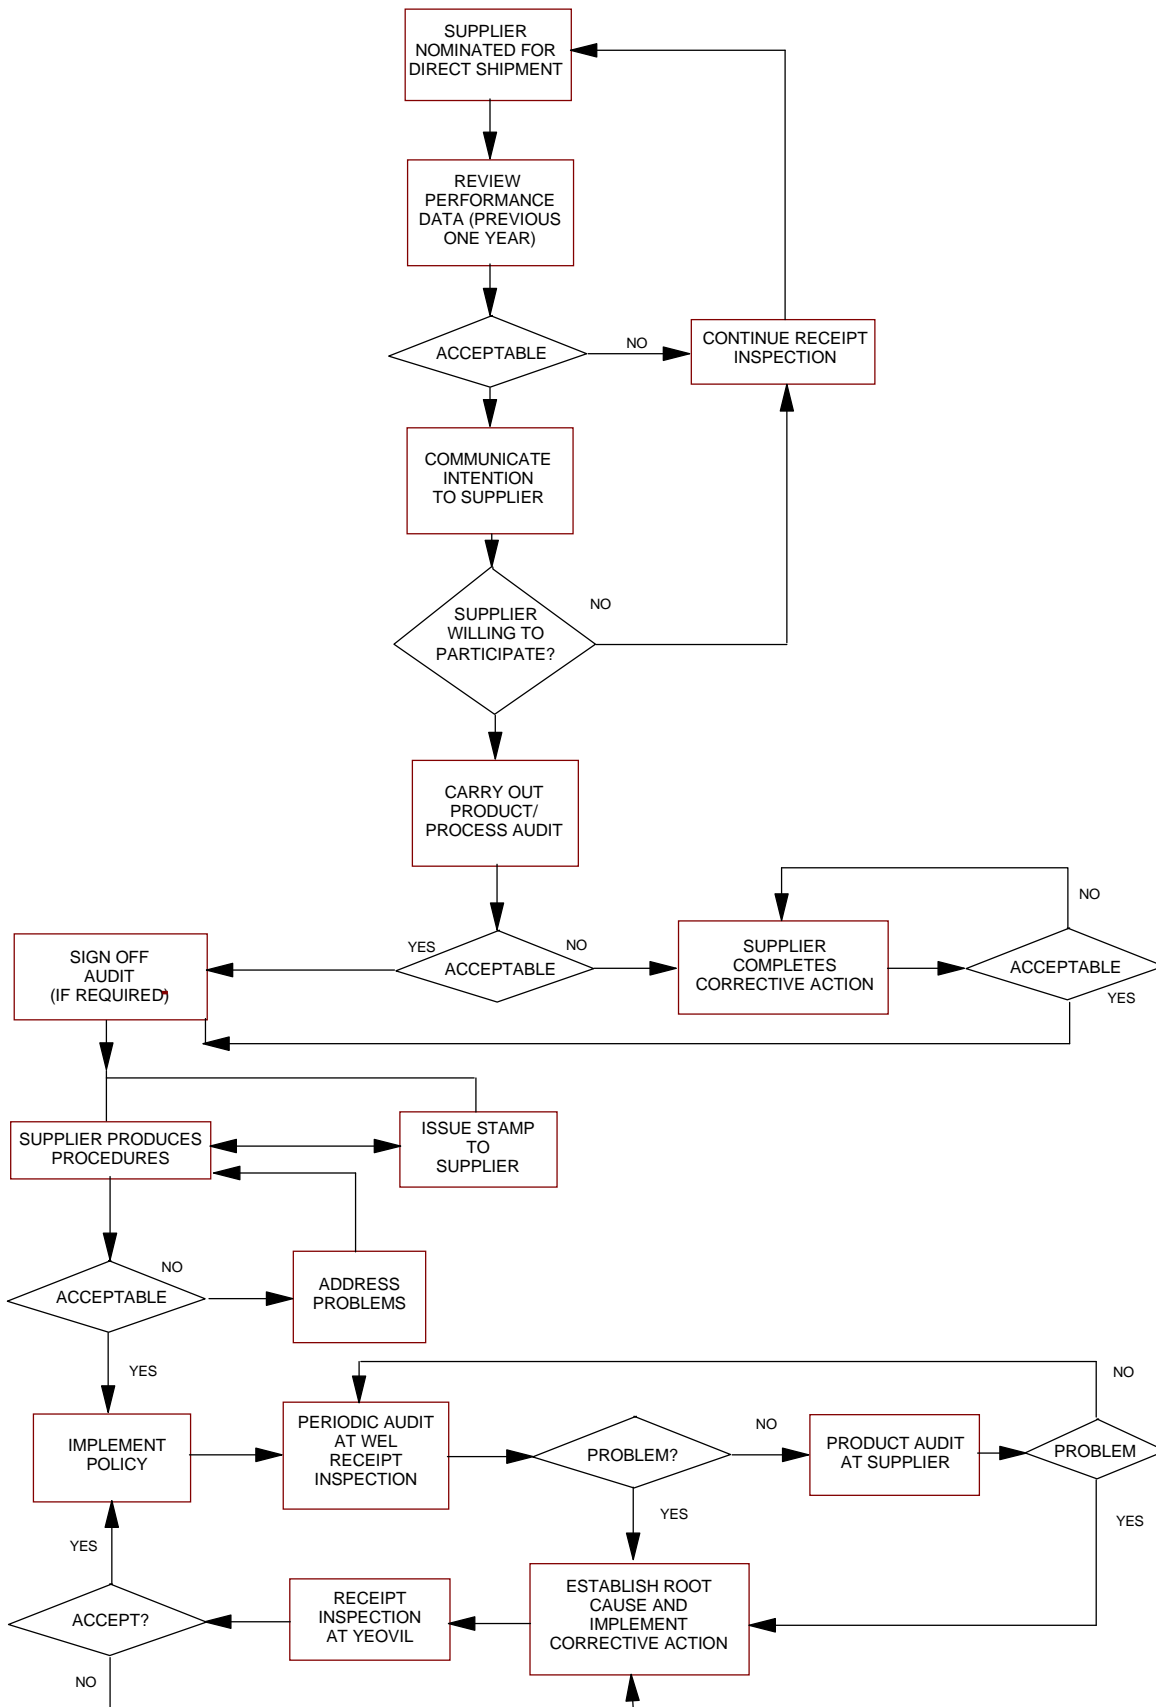 SUPPLIER
NOMINATED FOR
DIRECT SHIPMENT
REVIEW
PERFORMANCE
DATA (PREVIOUS
ONE YEAR)
ACCEPTABLE
NO
CONTINUE RECEIPT
INSPECTION
COMMUNICATE
INTENTION
TO SUPPLIER
SUPPLIER
WILLING TO
PARTICIPATE?
NO
CARRY OUT
PRODUCT/
PROCESS AUDIT
ACCEPTABLE
YES
NO
SUPPLIER
COMPLETES
CORRECTIVE ACTION
NO
ACCEPTABLE
YES
SIGN OFF
AUDIT
(IF REQUIRED)
SUPPLIER PRODUCES
PROCEDURES
ISSUE STAMP
TO
SUPPLIER
ACCEPTABLE
NO
ADDRESS
PROBLEMS
YES
IMPLEMENT
POLICY
PERIODIC AUDIT
AT WEL
RECEIPT
INSPECTION
PROBLEM?
NO
PRODUCT AUDIT
AT SUPPLIER
NO
PROBLEM
YES
YES
ESTABLISH ROOT
CAUSE AND
IMPLEMENT
CORRECTIVE ACTION
RECEIPT
INSPECTION
AT YEOVIL
YES
ACCEPT?
NO